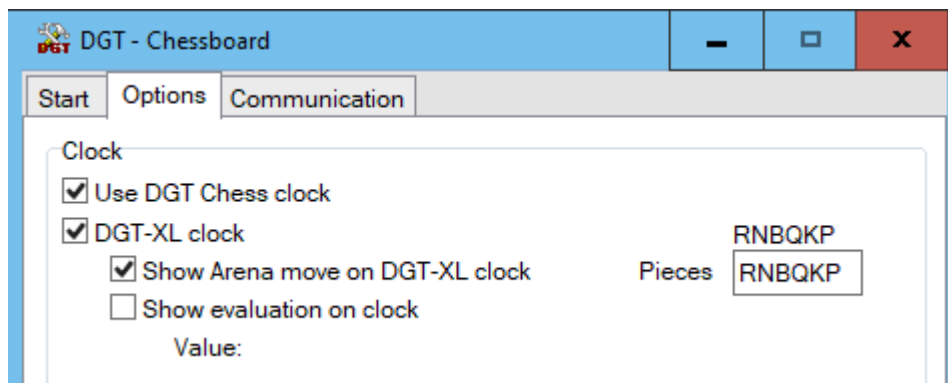 DGT DGT - Chessboard
Start Options Communication
Clock
Use DGT Chess clock
DGT-XL clock RNBQKP
Show Arena move on DGT-XL clock Pieces RNBQKP
Show evaluation on clock
Value: